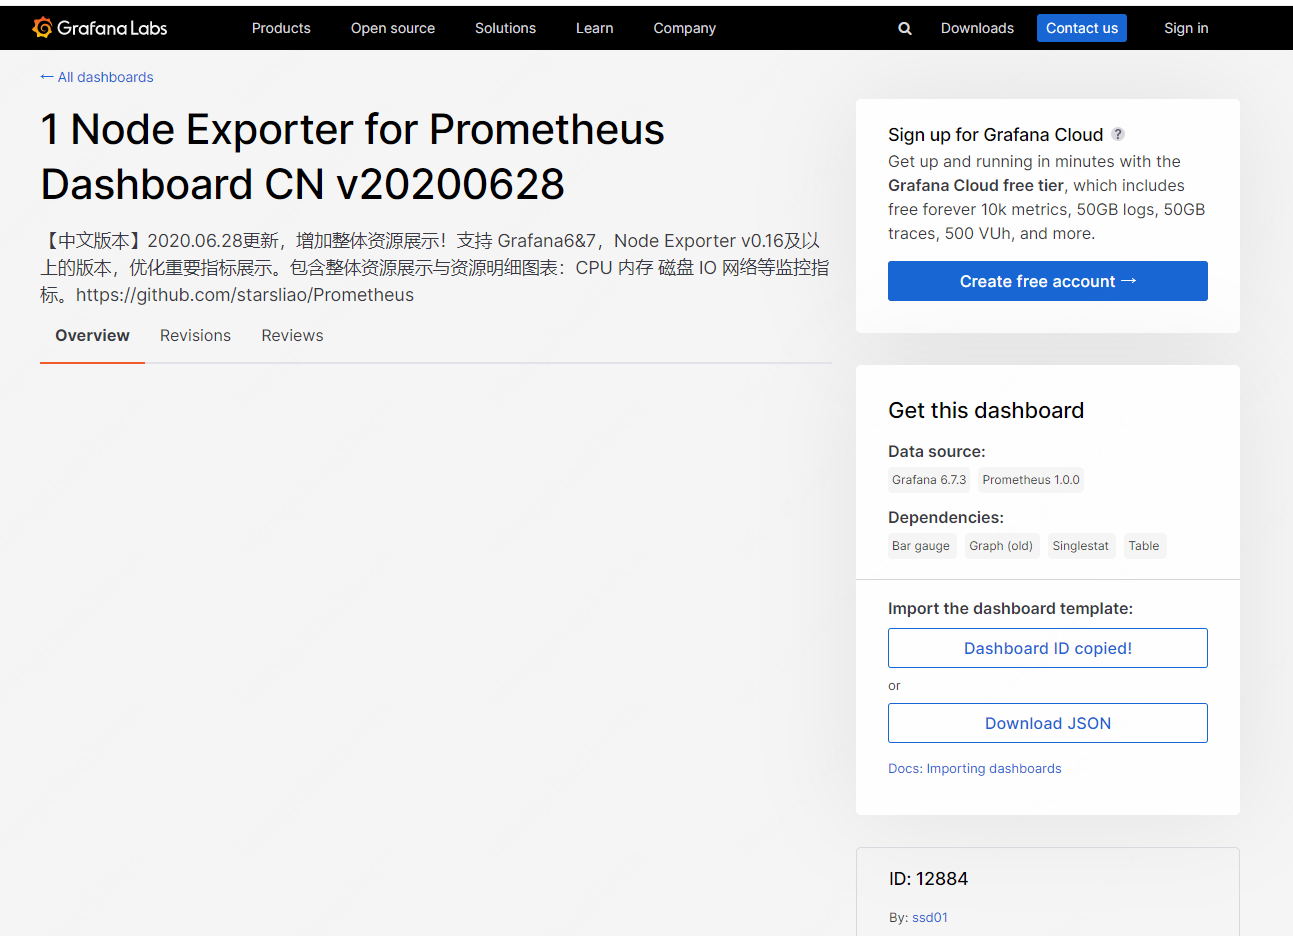 Grafana Labs
Products
Open source
Solutions
Learn
Company
Downloads
Contact us
Sign in
← All dashboards
1 Node Exporter for Prometheus
Dashboard CN v20200628
【中文版本】2020.06.28更新，增加整体资源展示！支持 Grafana6&7，Node Exporter v0.16及以
上的版本，优化重要指标展示。包含整体资源展示与资源明细图表：CPU 内存 磁盘 IO 网络等监控指
标。https://github.com/starsliao/Prometheus
Overview
Revisions
Reviews
Sign up for Grafana Cloud ?
Get up and running in minutes with the
Grafana Cloud free tier, which includes
free forever 10k metrics, 50GB logs, 50GB
traces, 500 VUh, and more.
Create free account →
Get this dashboard
Data source:
Grafana 6.7.3
Prometheus 1.0.0
Dependencies:
Bar gauge
Graph (old)
Singlestat
Table
Import the dashboard template:
Dashboard ID copied!
or
Download JSON
Docs: Importing dashboards
ID: 12884
By: ssd01